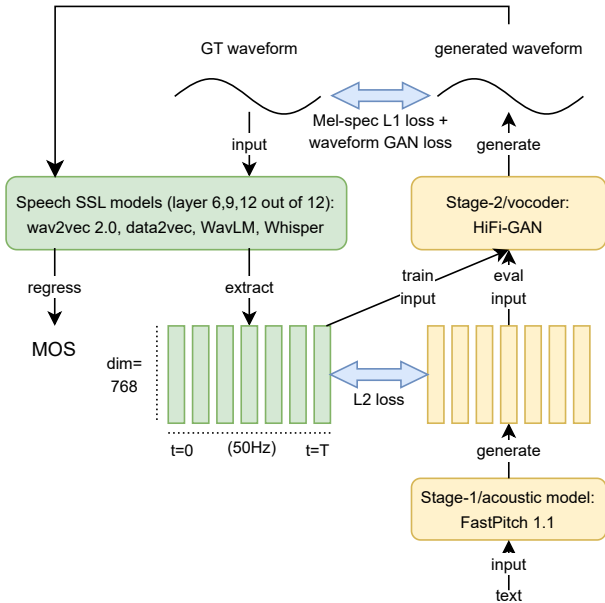 GT waveform
generated waveform
Mel-spec L1 loss +
waveform GAN loss
input
generate
Speech SSL models (layer 6,9,12 out of 12):
wav2vec 2.0, data2vec, WavLM, Whisper
Stage-2/vocoder:
HiFi-GAN
regress
extract
train
input
eval
input
MOS
dim=
768
L2 loss
t=0
(50Hz)
t=T
generate
Stage-1/acoustic model:
FastPitch 1.1
input
text